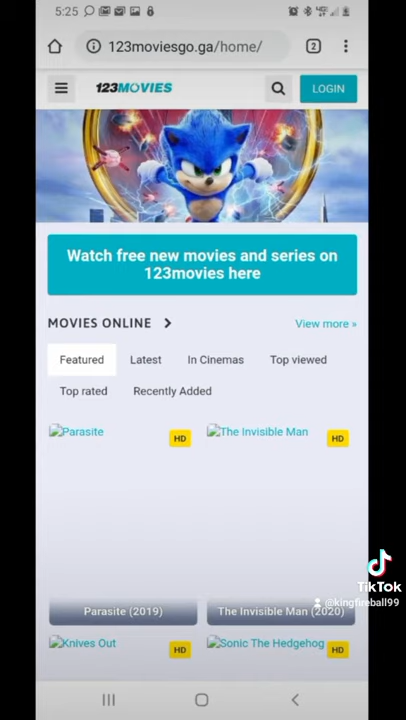 5:25
123moviesgo.ga/home/
2
123MOVIES
LOGIN
Watch free new movies and series on
123movies here
MOVIES ONLINE
View more »
Featured
Latest
In Cinemas
Top viewed
Top rated
Recently Added
Parasite
HD
The Invisible Man
HD
TikTok
@kingfireball99
Parasite (2019)
The Invisible Man (2020)
Knives Out
HD
Sonic The Hedgehog
HD